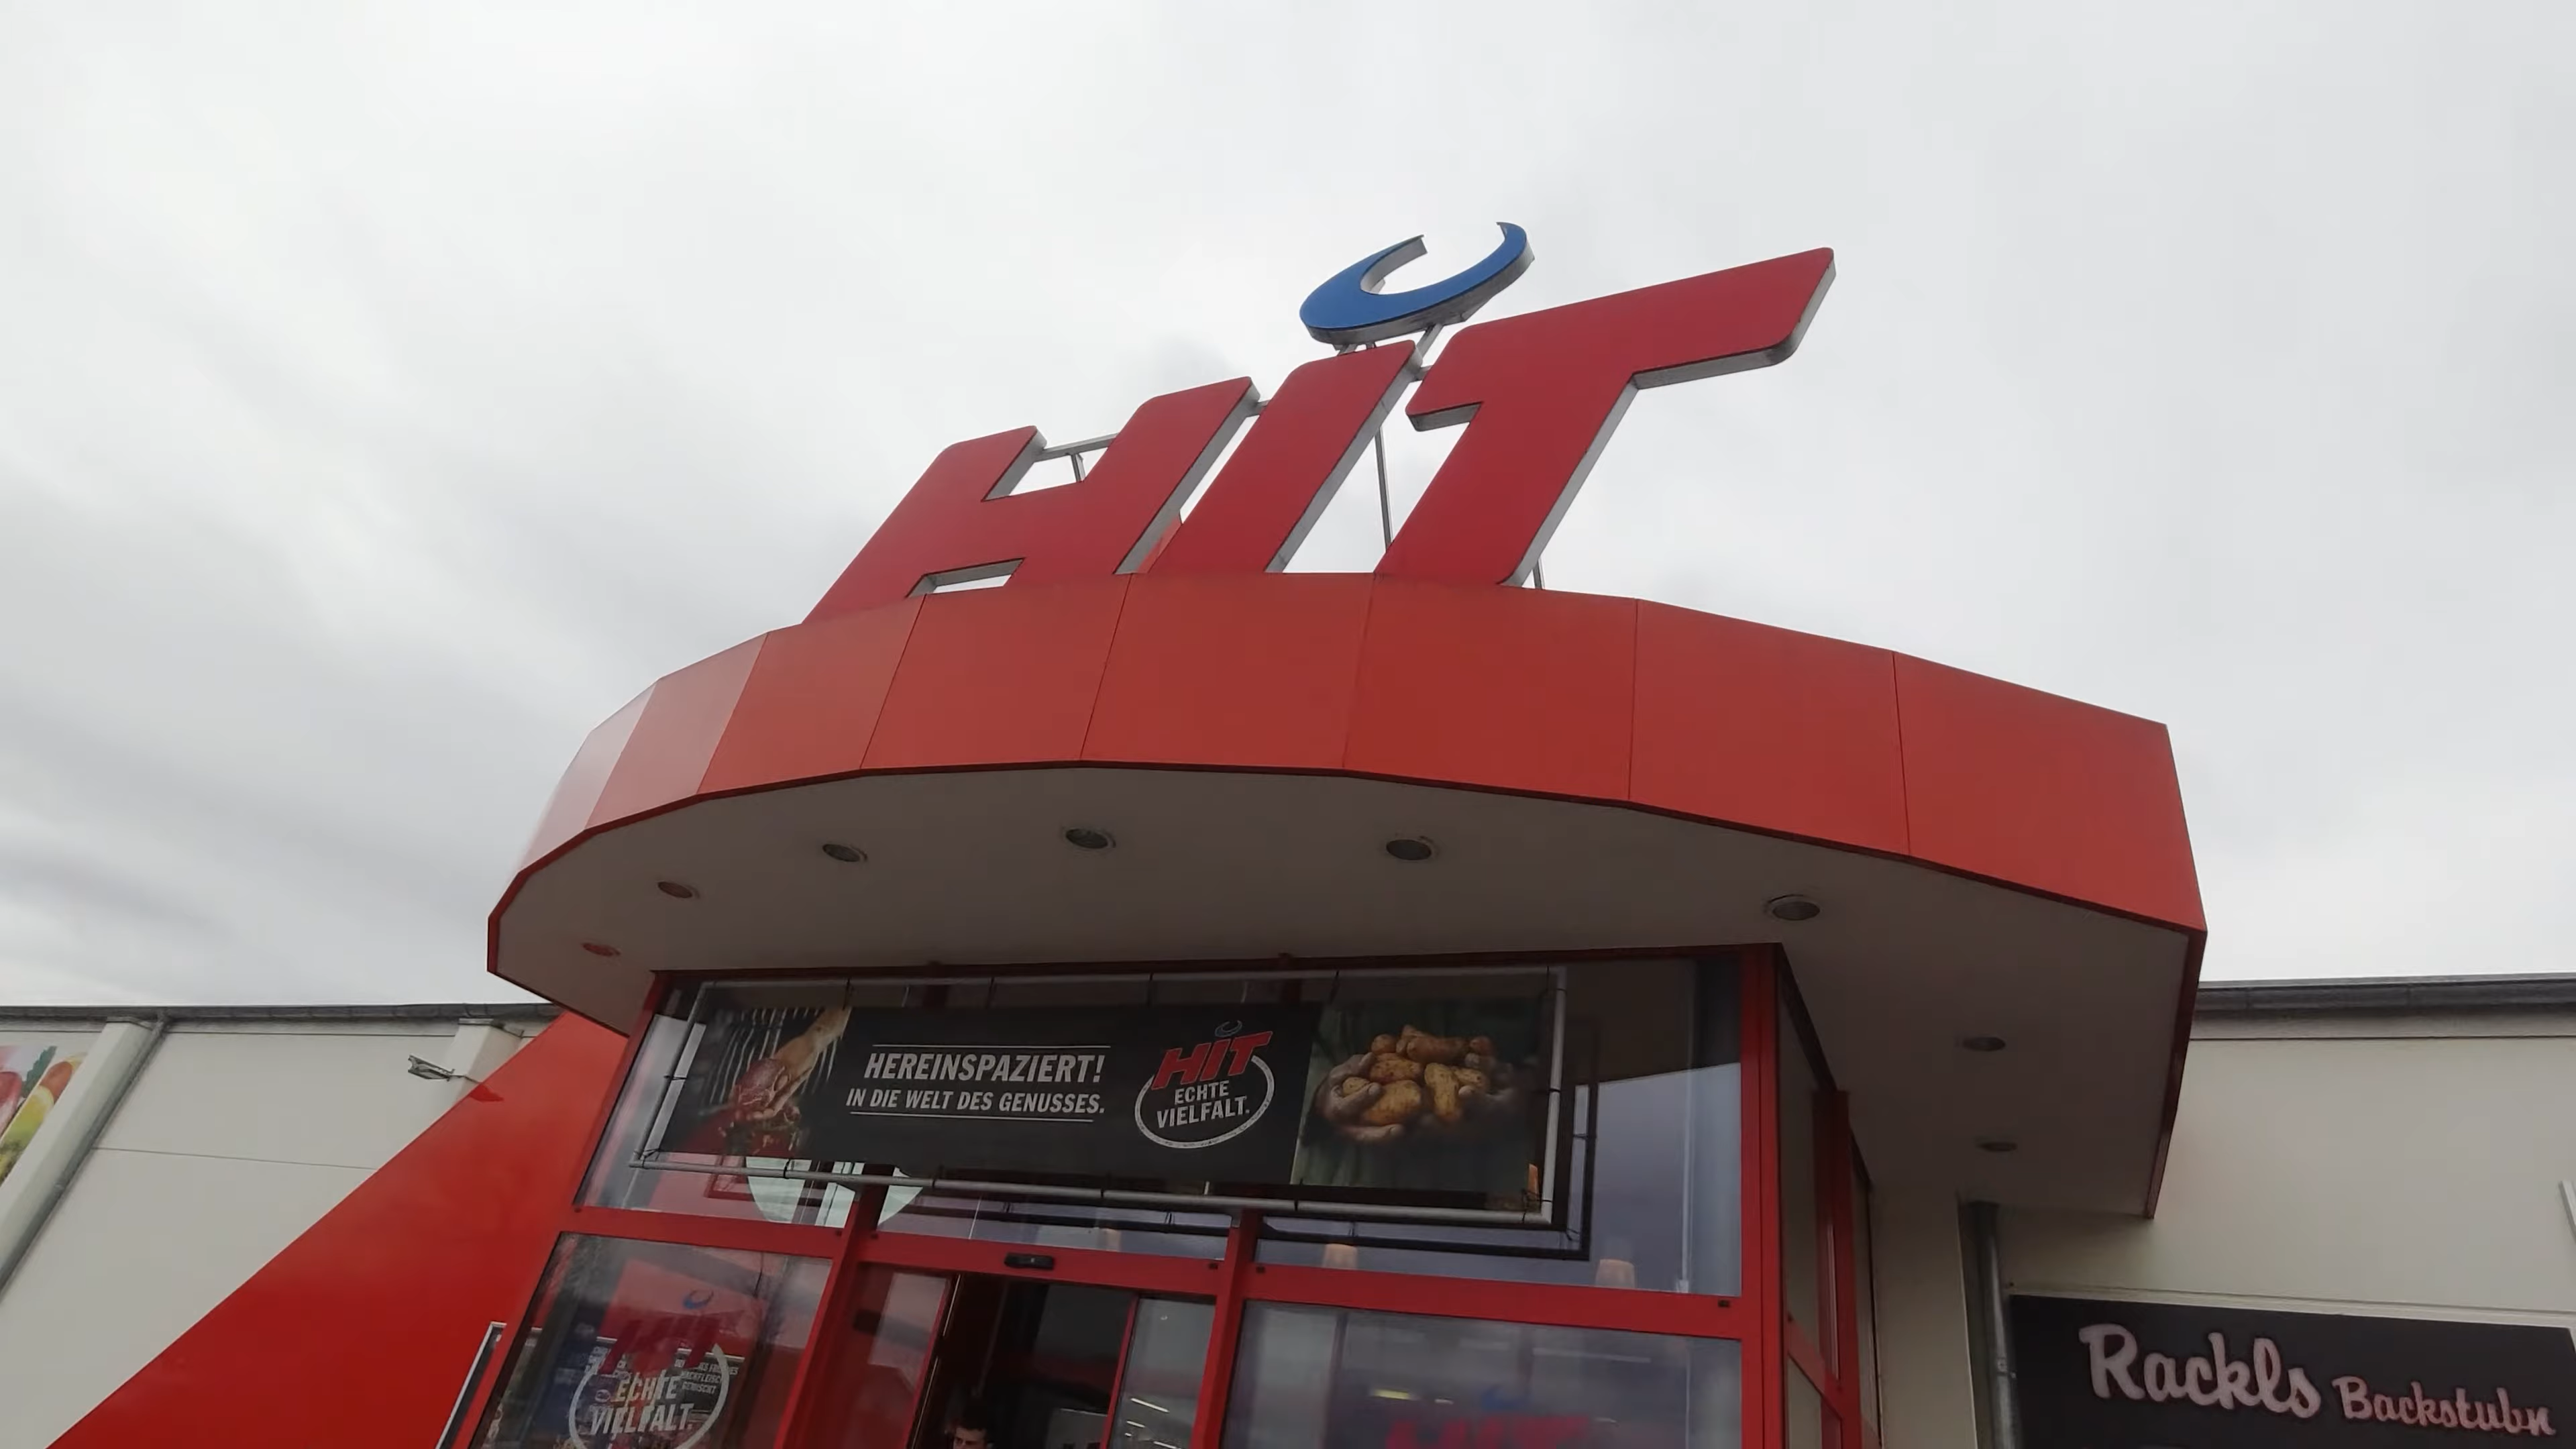 HIT
HEREINSPAZIERT!
IN DIE WELT DES GENUSSES.
HIT
ECHTE
VIELFALT.
ECHTE
VIELFALT.
HIT
Rackls Backstubn